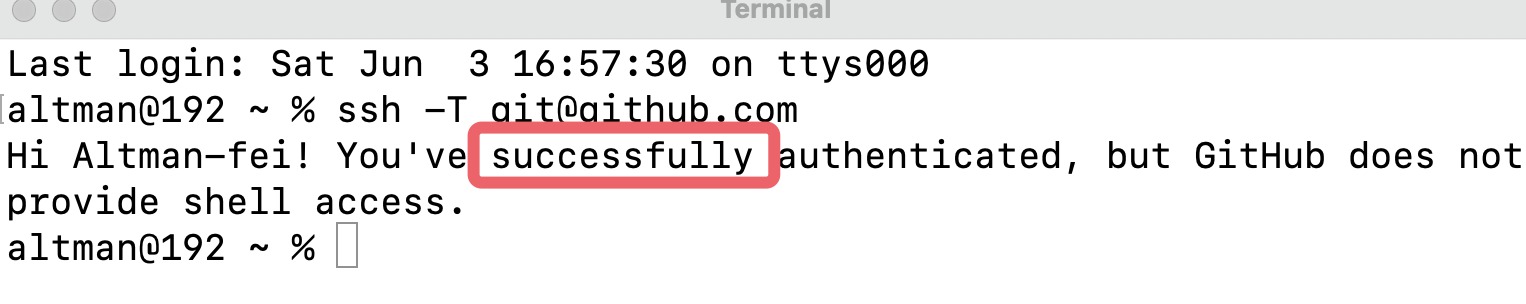 Terminal
Last login: Sat Jun  3 16:57:30 on ttys000
altman@192 ~ % ssh -T git@github.com
Hi Altman-fei! You've successfully authenticated, but GitHub does not
provide shell access.
altman@192 ~ %